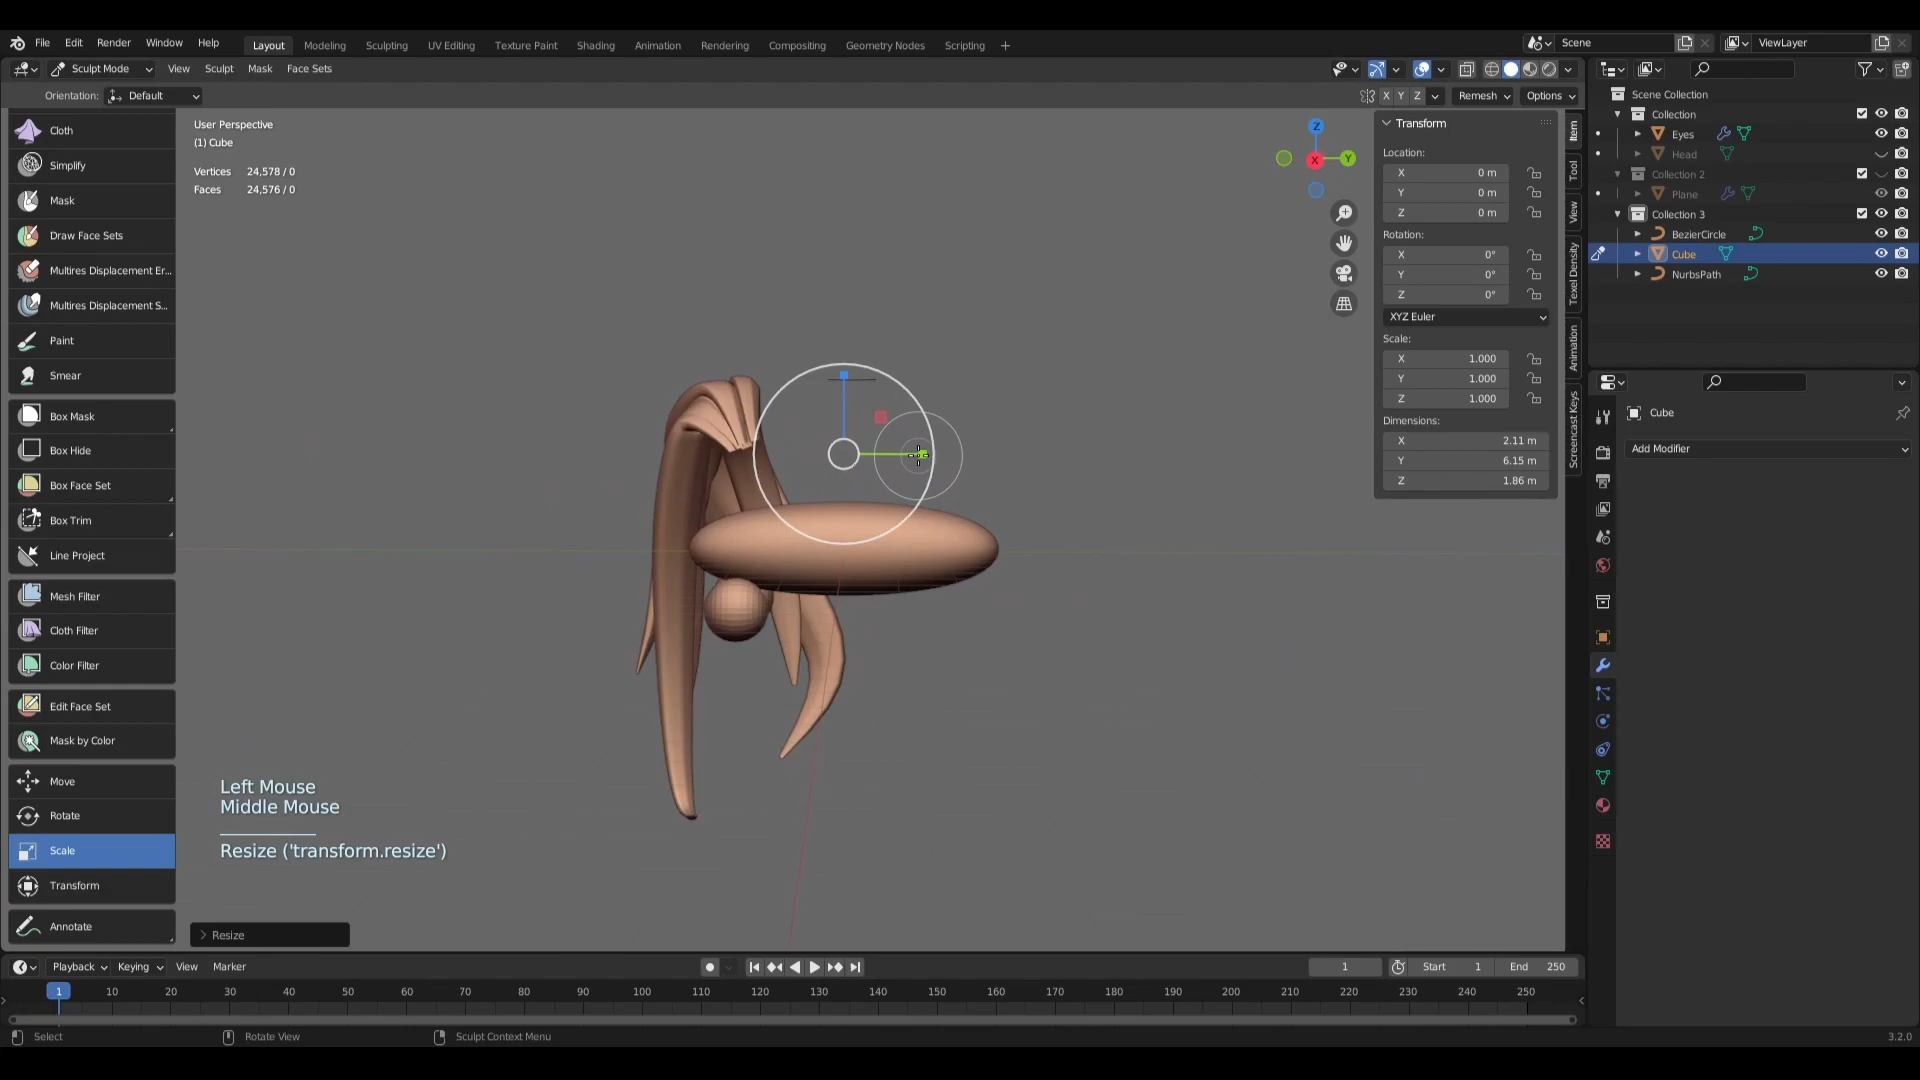 File Edit Render Window Help Layout Modeling Sculpting UV Editing Texture Paint Shading Animation Rendering Compositing Geometry Nodes Scripting + Scene ViewLayer
Sculpt Mode View Sculpt Mask Face Sets
Orientation: Default X Y Z Remesh Options
User Perspective
(1) Cube
Vertices 24,578 / 0
Faces 24,576 / 0
Cloth
Simplify
Mask
Draw Face Sets
Multires Displacement Er...
Multires Displacement S...
Paint
Smear
Box Mask
Box Hide
Box Face Set
Box Trim
Line Project
Mesh Filter
Cloth Filter
Color Filter
Edit Face Set
Mask by Color
Move
Rotate
Scale
Transform
Annotate
Left Mouse
Middle Mouse
Resize ('transform.resize')
Resize
Z
X
Y
Transform
Location:
X 0 m
Y 0 m
Z 0 m
Rotation:
X 0°
Y 0°
Z 0°
XYZ Euler
Scale:
X 1.000
Y 1.000
Z 1.000
Dimensions:
X 2.11 m
Y 6.15 m
Z 1.86 m
Item
Tool
View
Texel Density
Animation
Screencast Keys
Scene Collection
Collection
Eyes
Head
Collection 2
Plane
Collection 3
BezierCircle
Cube
NurbsPath
Cube
Add Modifier
Playback Keying View Marker 1 Start 1 End 250
1 10 20 30 40 50 60 70 80 90 100 110 120 130 140 150 160 170 180 190 200 210 220 230 240 250
Select Rotate View Sculpt Context Menu 3.2.0